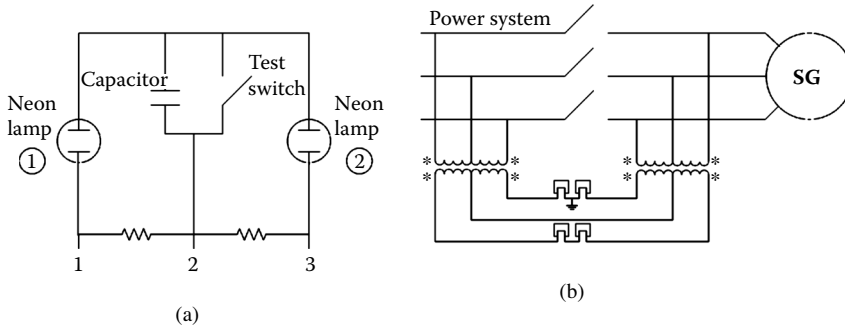 Capacitor
Test
switch
Neon
lamp
①
Neon
lamp
②
1 2 3
(a)
Power system
SG
* * * *
* * * *
(b)